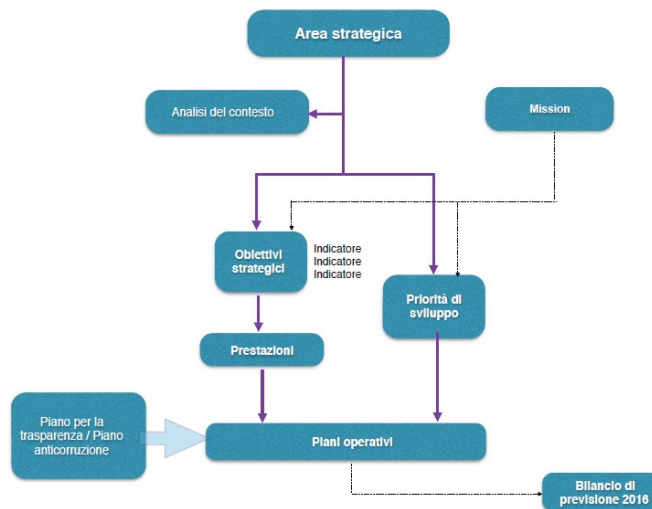 Area strategica
Analisi del contesto
Mission
Obiettivi
strategici
Indicatore
Indicatore
Indicatore
Priorità di
sviluppo
Prestazioni
Piano per la
trasparenza / Piano
anticorruzione
Piani operativi
Bilancio di
previsione 2016